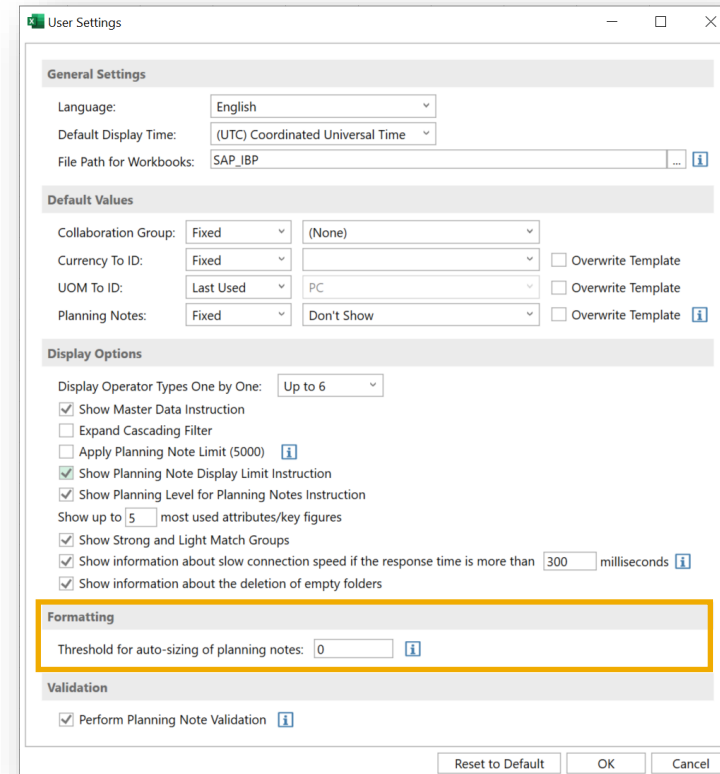 User Settings
General Settings
Language: English
Default Display Time: (UTC) Coordinated Universal Time
File Path for Workbooks: SAP_IBP ...
Default Values
Collaboration Group: Fixed (None)
Currency To ID: Fixed Overwrite Template
UOM To ID: Last Used PC Overwrite Template
Planning Notes: Fixed Don't Show Overwrite Template
Display Options
Display Operator Types One by One: Up to 6
Show Master Data Instruction
Expand Cascading Filter
Apply Planning Note Limit (5000)
Show Planning Note Display Limit Instruction
Show Planning Level for Planning Notes Instruction
Show up to 5 most used attributes/key figures
Show Strong and Light Match Groups
Show information about slow connection speed if the response time is more than 300 milliseconds
Show information about the deletion of empty folders
Formatting
Threshold for auto-sizing of planning notes: 0
Validation
Perform Planning Note Validation
Reset to Default OK Cancel